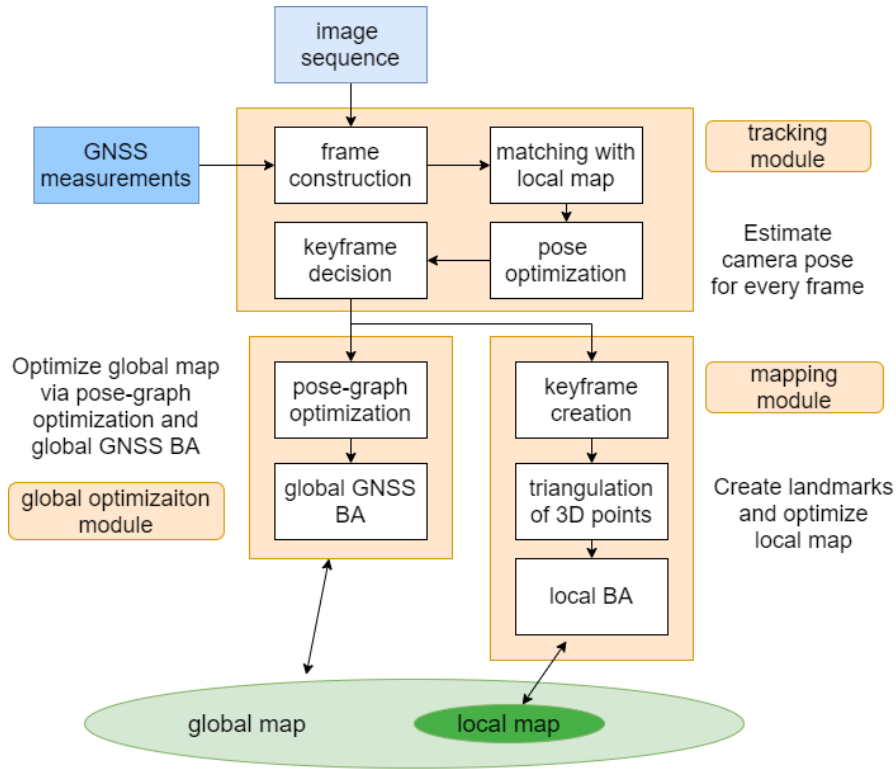 image
sequence
GNSS
measurements
frame
construction
matching with
local map
tracking
module
keyframe
decision
pose
optimization
Estimate
camera pose
for every frame
Optimize global map
via pose-graph
optimization and
global GNSS BA
pose-graph
optimization
keyframe
creation
mapping
module
global optimizaiton
module
global GNSS
BA
triangulation
of 3D points
Create landmarks
and optimize
local map
local BA
global map
local map